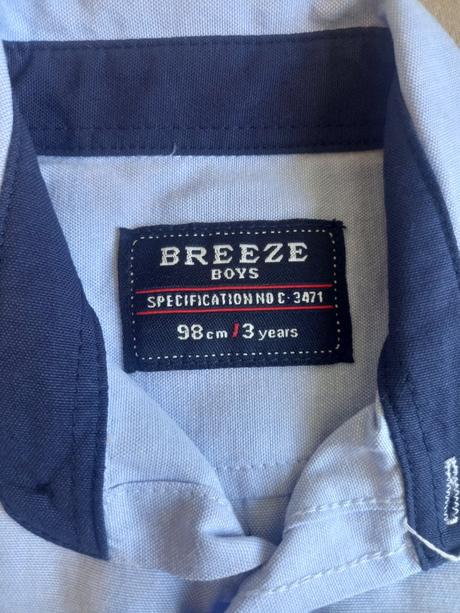 BREEZE
BOYS
SPECIFICATION NO C-3471
98 cm / 3 years